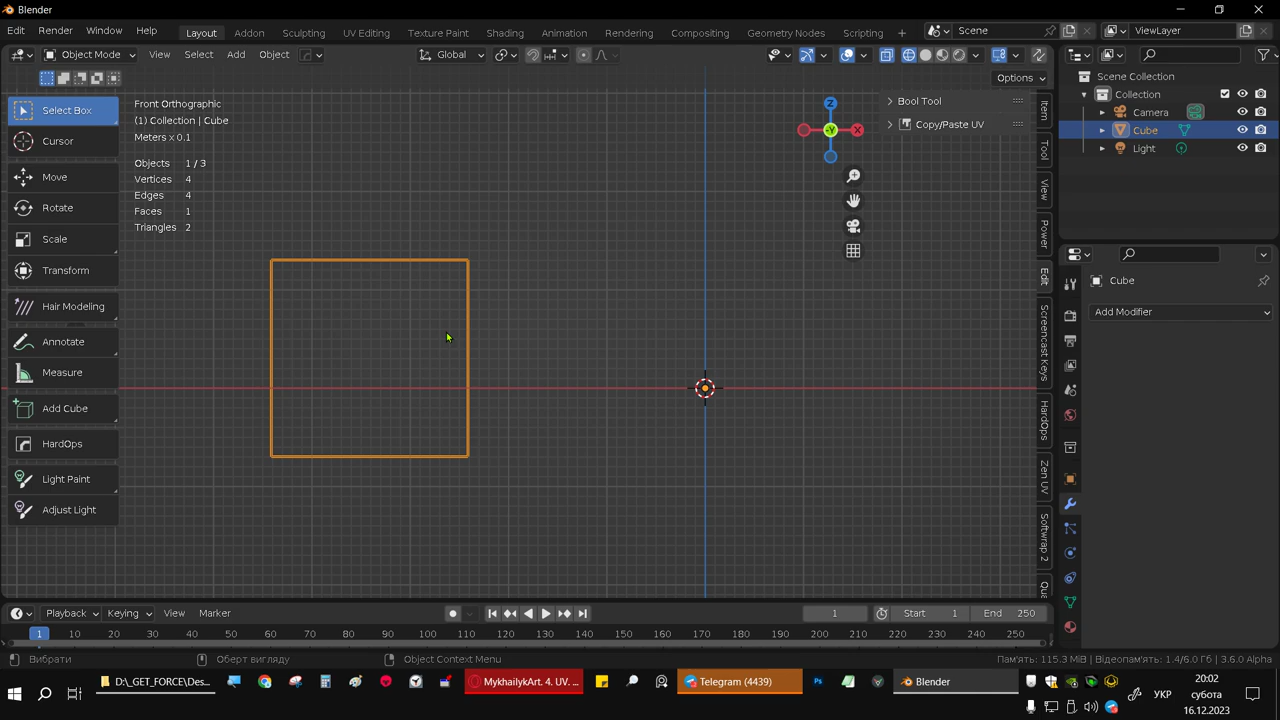 Blender
Edit Render Window Help Layout Addon Sculpting UV Editing Texture Paint Shading Animation Rendering Compositing Geometry Nodes Scripting + Scene ViewLayer
Object Mode View Select Add Object Global
Options
Select Box
Cursor
Move
Rotate
Scale
Transform
Hair Modeling
Annotate
Measure
Add Cube
HardOps
Light Paint
Adjust Light
Front Orthographic
(1) Collection | Cube
Meters x 0.1
Objects 1 / 3
Vertices 4
Edges 4
Faces 1
Triangles 2
Z
-Y
X
Bool Tool
Copy/Paste UV
Item
Tool
View
Power
Edit
Screencast Keys
HardOps
Zen UV
Softwrap 2
Qua
Scene Collection
Collection
Camera
Cube
Light
Cube
Add Modifier
Playback Keying View Marker 1 Start 1 End 250
1 10 20 30 40 50 60 70 80 90 100 110 120 130 140 150 160 170 180 190 200 210 220 230 240 250
Вибрати Оберт вигляду Object Context Menu Пам'ять: 115.3 MiB | Відеопам'ять: 1.4/6.0 Гб | 3.6.0 Alpha
D:\_GET_FORCE\Des... MykhailykArt. 4. UV. ... Telegram (4439) Blender УКР
20:02
субота
16.12.2023